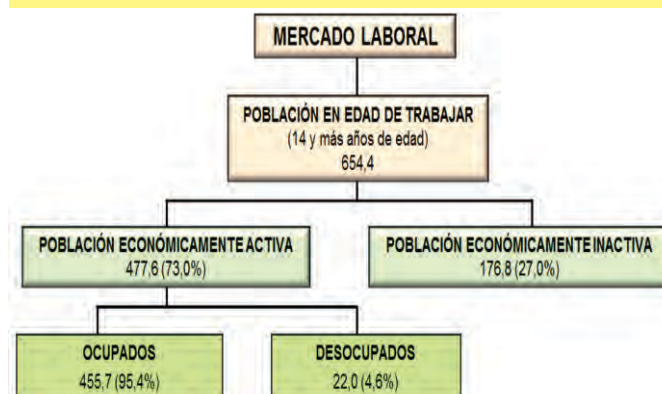 MERCADO LABORAL
POBLACIÓN EN EDAD DE TRABAJAR
(14 y más años de edad)
654,4
POBLACIÓN ECONÓMICAMENTE ACTIVA
477,6 (73,0%)
POBLACIÓN ECONÓMICAMENTE INACTIVA
176,8 (27,0%)
OCUPADOS
455,7 (95,4%)
DESOCUPADOS
22,0 (4,6%)